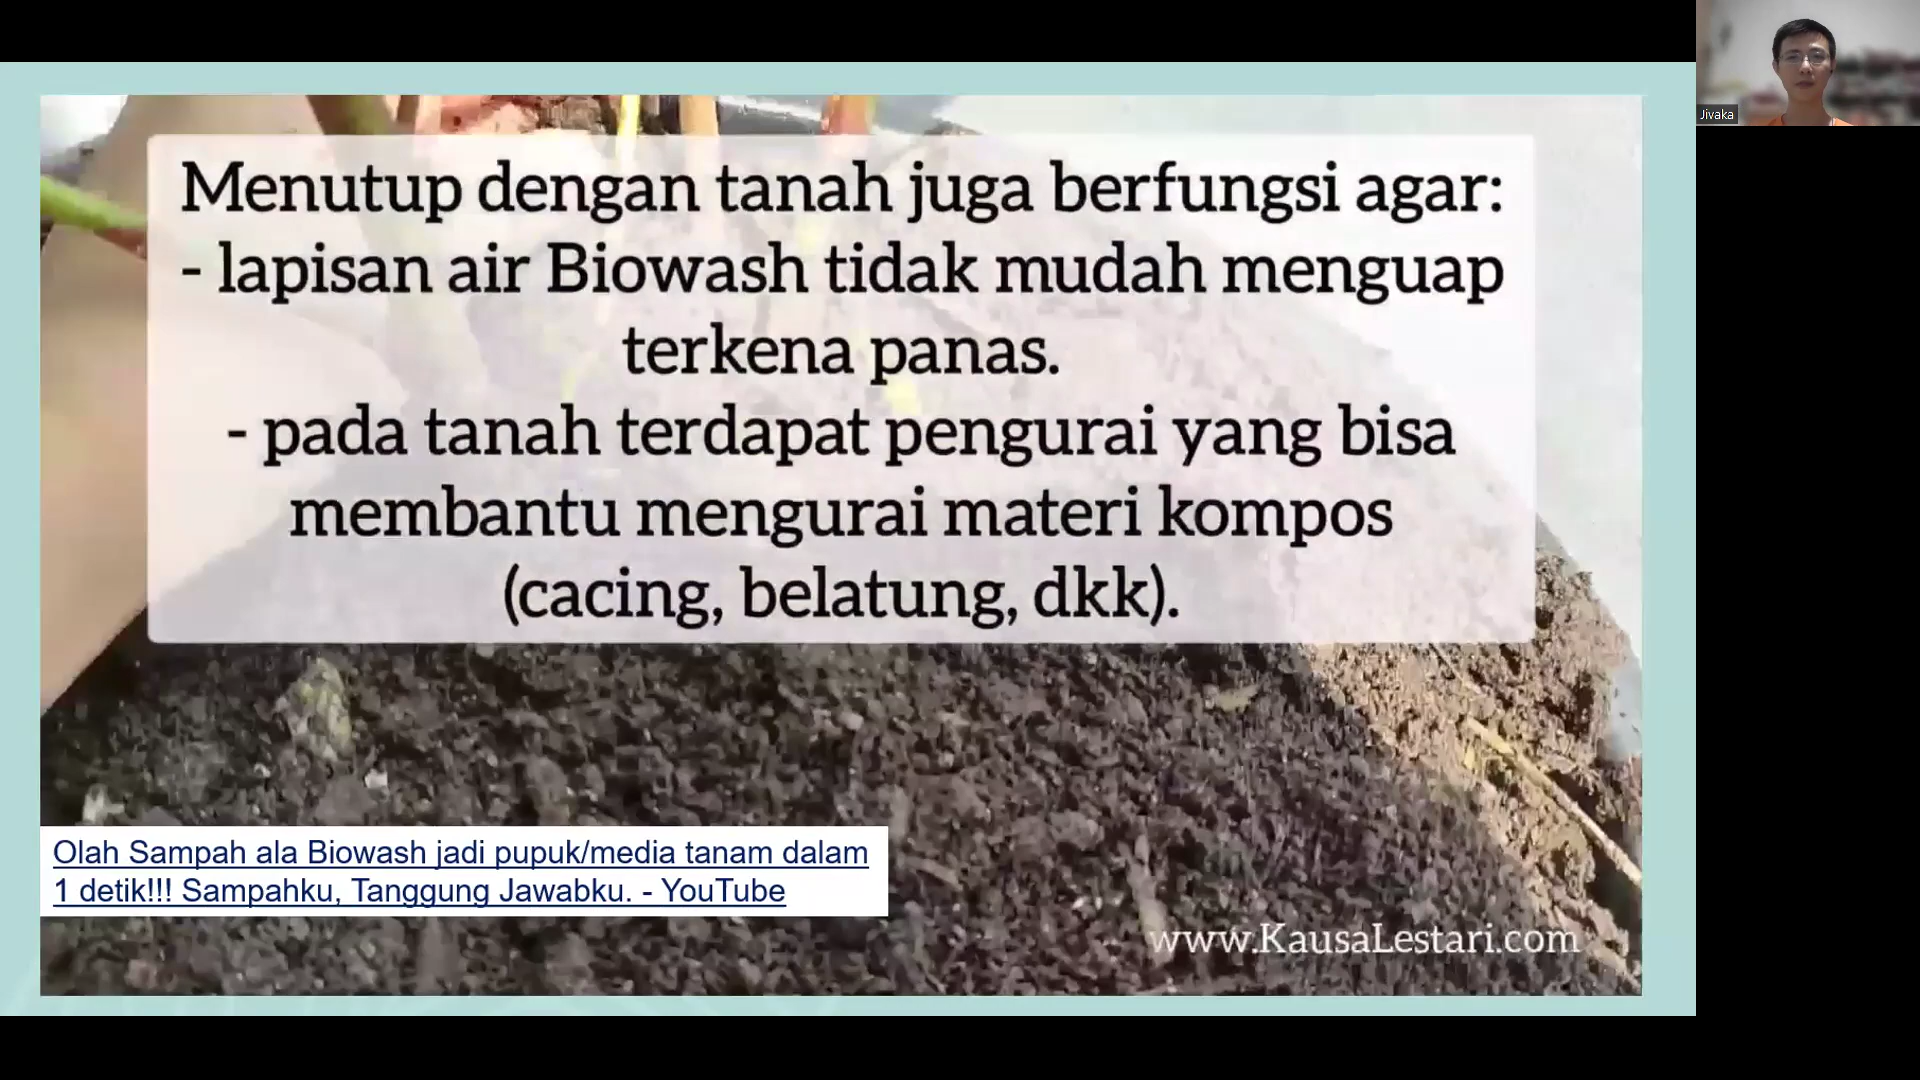 Menutup dengan tanah juga berfungsi agar:
- lapisan air Biowash tidak mudah menguap
terkena panas.
- pada tanah terdapat pengurai yang bisa
membantu mengurai materi kompos
(cacing, belatung, dkk).
Olah Sampah ala Biowash jadi pupuk/media tanam dalam
1 detik!!! Sampahku, Tanggung Jawabku. - YouTube
www.KausaLestari.com
Jivaka